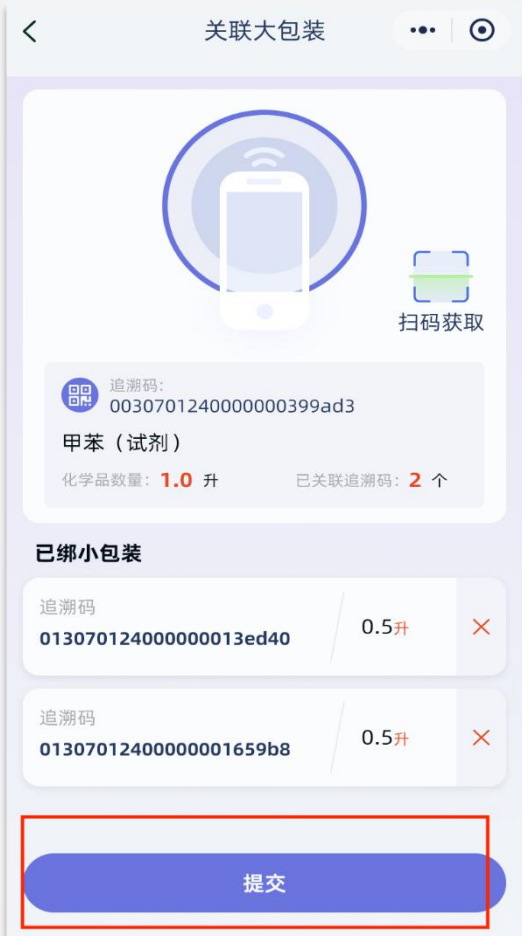 关联大包装
扫码获取
追溯码:
0030701240000000399ad3
甲苯（试剂）
化学品数量: 1.0 升 已关联追溯码: 2 个
已绑小包装
追溯码
013070124000000013ed40
0.5升
追溯码
01307012400000001659b8
0.5升
提交